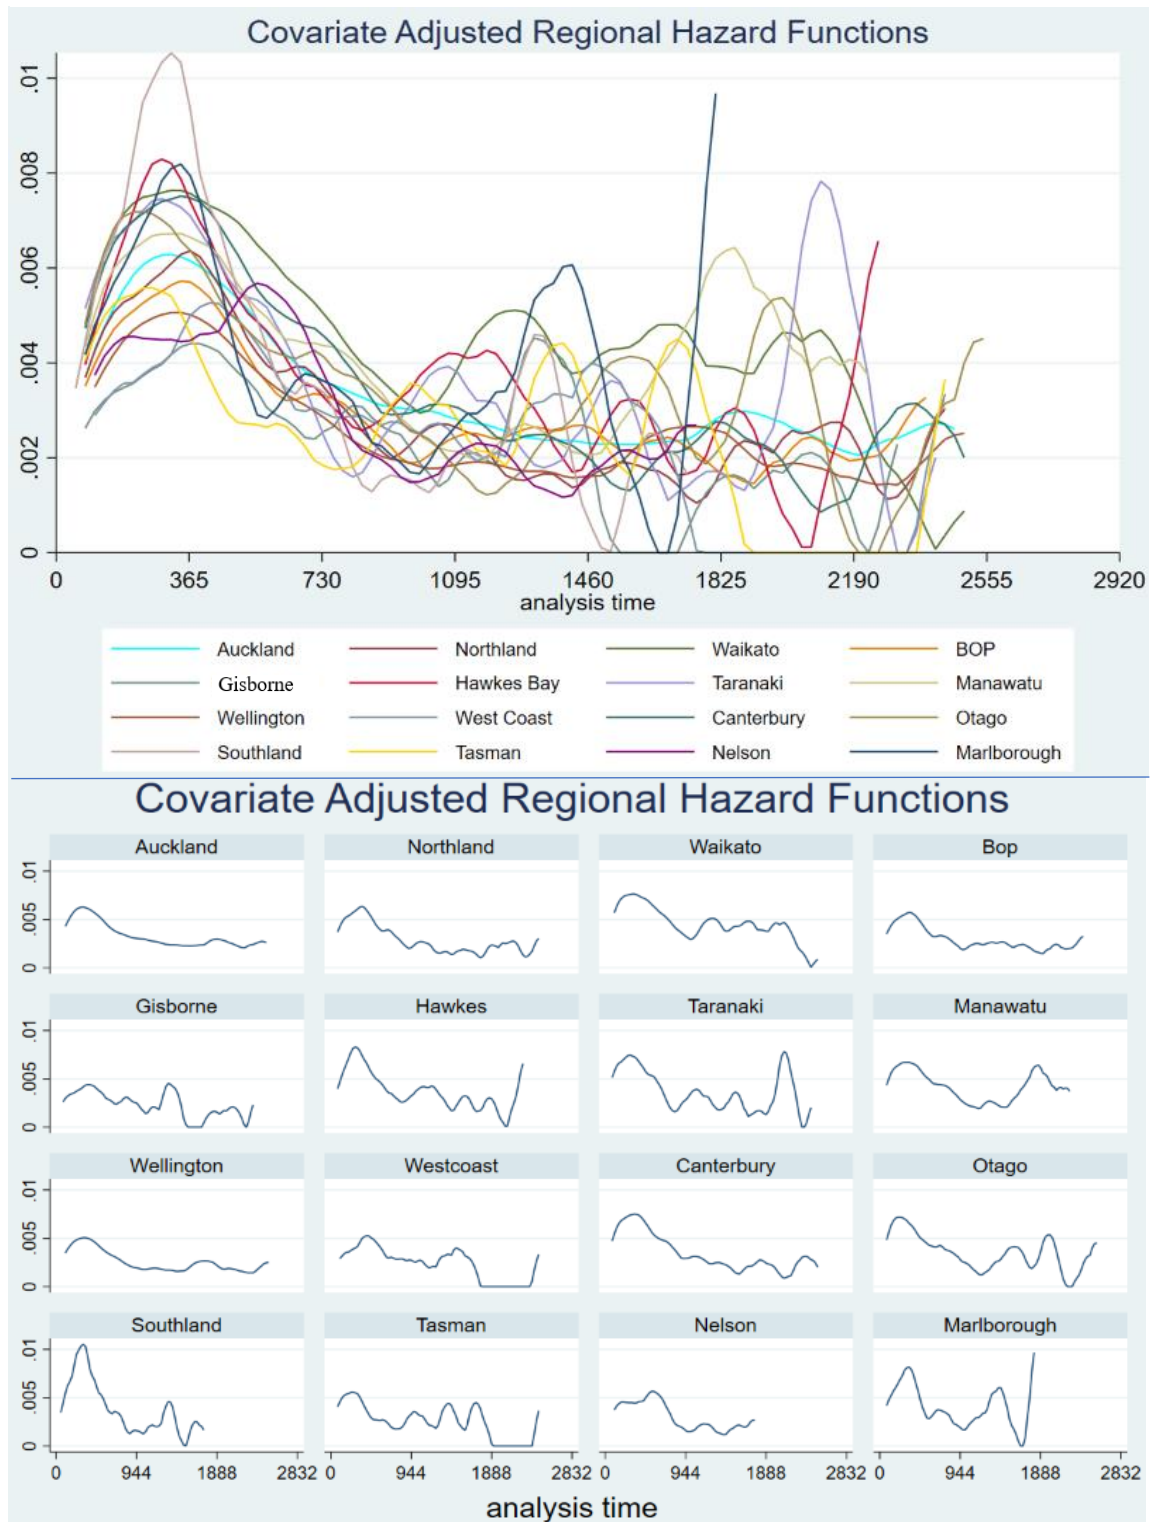 Covariate Adjusted Regional Hazard Functions
.01
.008
.006
.004
.002
0
0 365 730 1095 1460 1825 2190 2555 2920
analysis time
Auckland Northland Waikato BOP
Gisborne Hawkes Bay Taranaki Manawatu
Wellington West Coast Canterbury Otago
Southland Tasman Nelson Marlborough
Covariate Adjusted Regional Hazard Functions
Auckland Northland Waikato Bop
.01
.005
0
Gisborne Hawkes Taranaki Manawatu
.01
.005
0
Wellington Westcoast Canterbury Otago
.01
.005
0
Southland Tasman Nelson Marlborough
.01
.005
0
0 944 1888 2832 0 944 1888 2832 0 944 1888 2832 0 944 1888 2832
analysis time